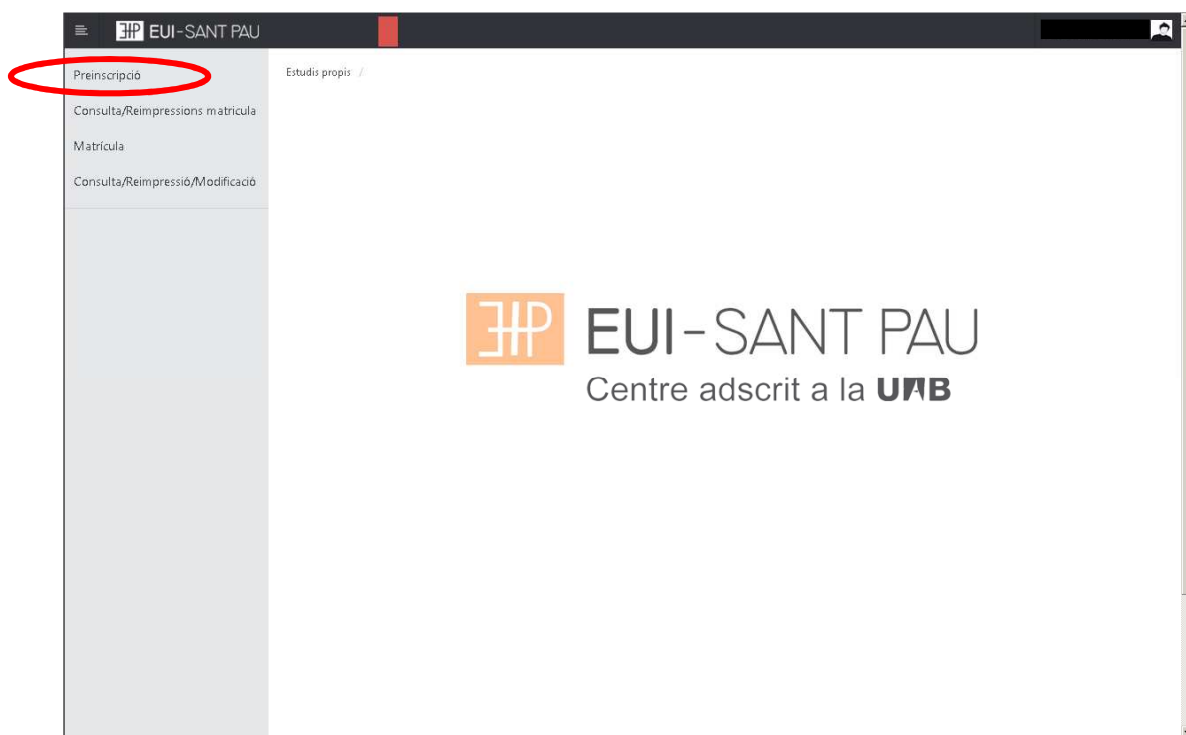 EUI-SANT PAU
Preinscripció
Estudis propis /
Consulta/Reimpressions matricula
Matrícula
Consulta/Reimpressió/Modificació
EUI-SANT PAU
Centre adscrit a la UAB